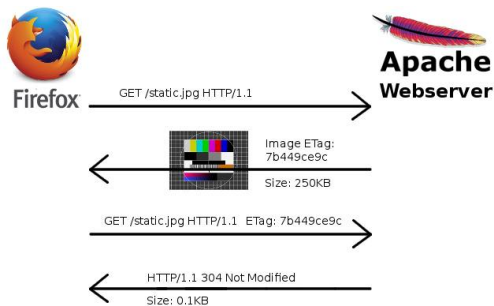 Firefox
Apache
Webserver
GET /static.jpg HTTP/1.1
Image ETag:
7b449ce9c
Size: 250KB
GET /static.jpg HTTP/1.1 ETag: 7b449ce9c
HTTP/1.1 304 Not Modified
Size: 0.1KB